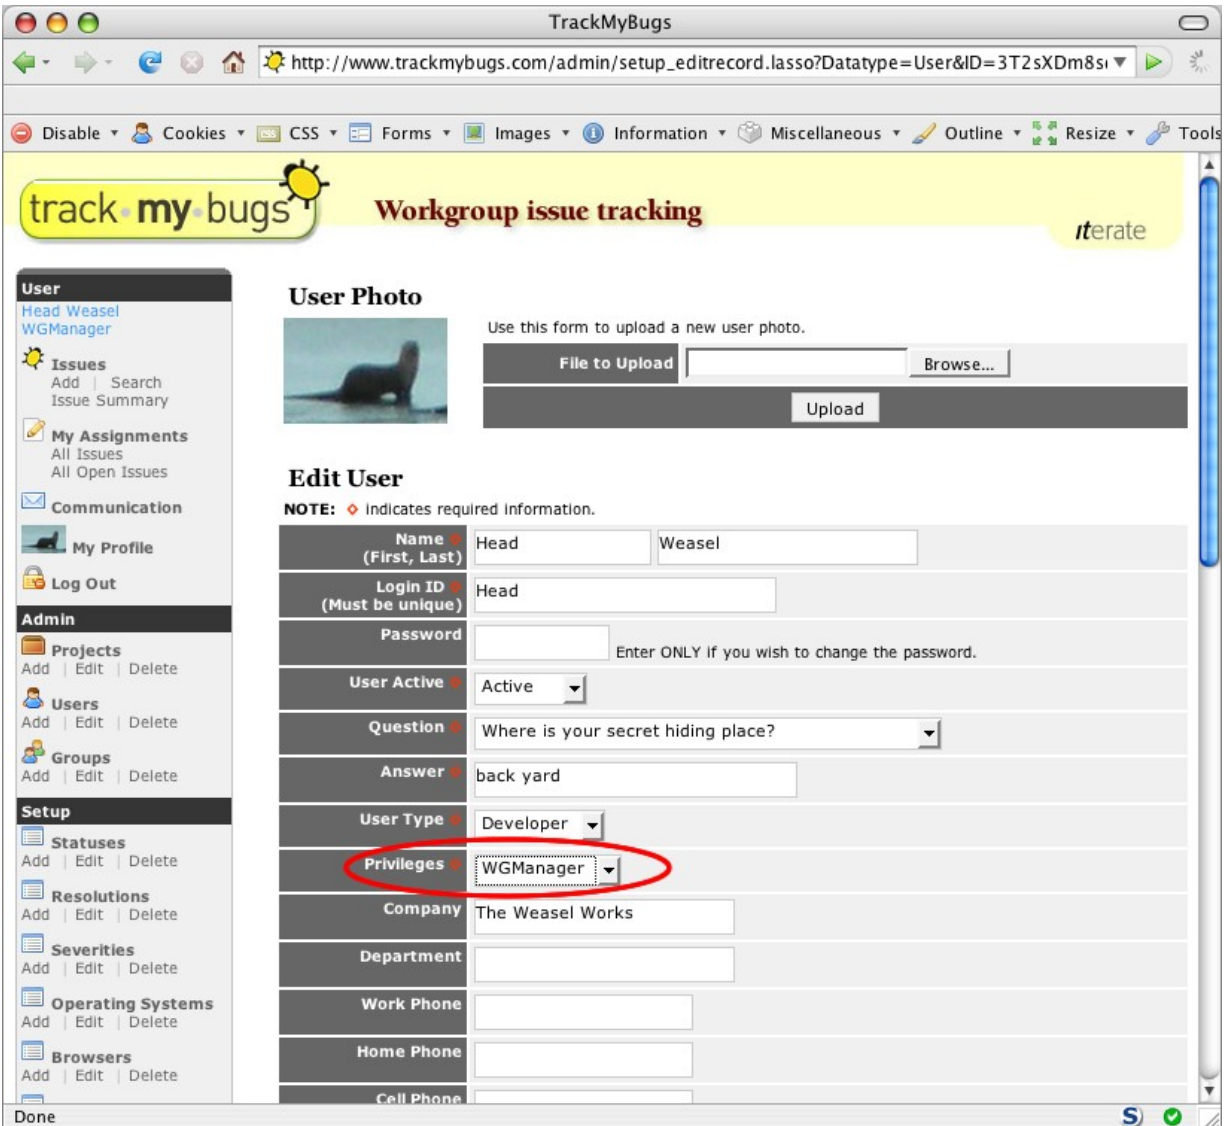 TrackMyBugs
http://www.trackmybugs.com/admin/setup_editrecord.lasso?Datatype=User&ID=3T2sXDm8s
Disable Cookies CSS Forms Images Information Miscellaneous Outline Resize Tools
track•my•bugs
Workgroup issue tracking
iterate
User
Head Weasel
WGManager
Issues
Add | Search
Issue Summary
My Assignments
All Issues
All Open Issues
Communication
My Profile
Log Out
Admin
Projects
Add | Edit | Delete
Users
Add | Edit | Delete
Groups
Add | Edit | Delete
Setup
Statuses
Add | Edit | Delete
Resolutions
Add | Edit | Delete
Severities
Add | Edit | Delete
Operating Systems
Add | Edit | Delete
Browsers
Add | Edit | Delete
User Photo
Use this form to upload a new user photo.
File to Upload Browse...
Upload
Edit User
NOTE: ◇ indicates required information.
Name ◇ Head Weasel
(First, Last)
Login ID ◇ Head
(Must be unique)
Password Enter ONLY if you wish to change the password.
User Active ◇ Active
Question ◇ Where is your secret hiding place?
Answer ◇ back yard
User Type ◇ Developer
Privileges ◇ WGManager
Company The Weasel Works
Department
Work Phone
Home Phone
Cell Phone
Done
S)